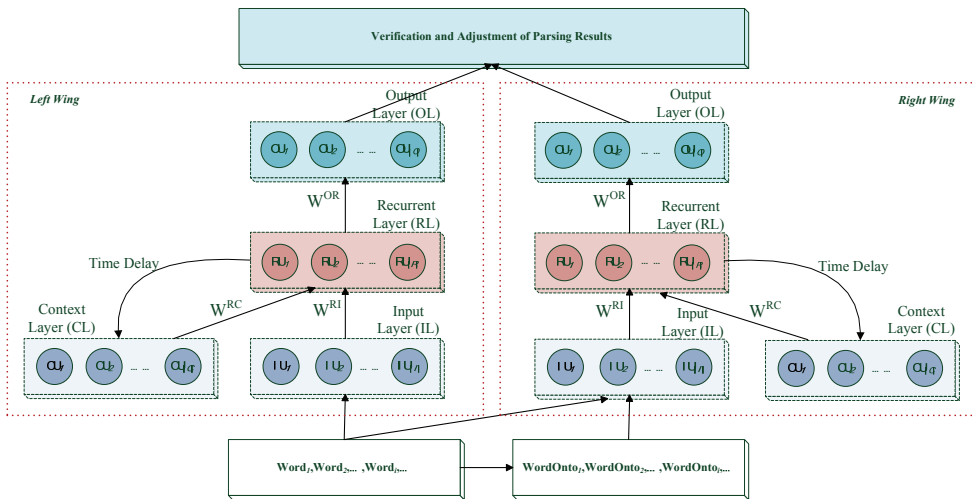 Verification and Adjustment of Parsing Results
Left Wing
Output
Layer (OL)
OU1 OU2 ... ...
W^OR
Recurrent
Layer (RL)
RU1 RU2 ... ...
Time Delay
W^RC
W^RI
Context
Layer (CL)
CU1 CU2 ... ...
Input
Layer (IL)
IU1 IU2 ... ...
Right Wing
Output
Layer (OL)
OU1 OU2 ... ...
W^OR
Recurrent
Layer (RL)
RU1 RU2 ... ...
Time Delay
W^RI
W^RC
Input
Layer (IL)
IU1 IU2 ... ...
Context
Layer (CL)
CU1 CU2 ... ...
Word1,Word2,... ,Wordi,...
WordOnto1,WordOnto2,... ,WordOntoi,...